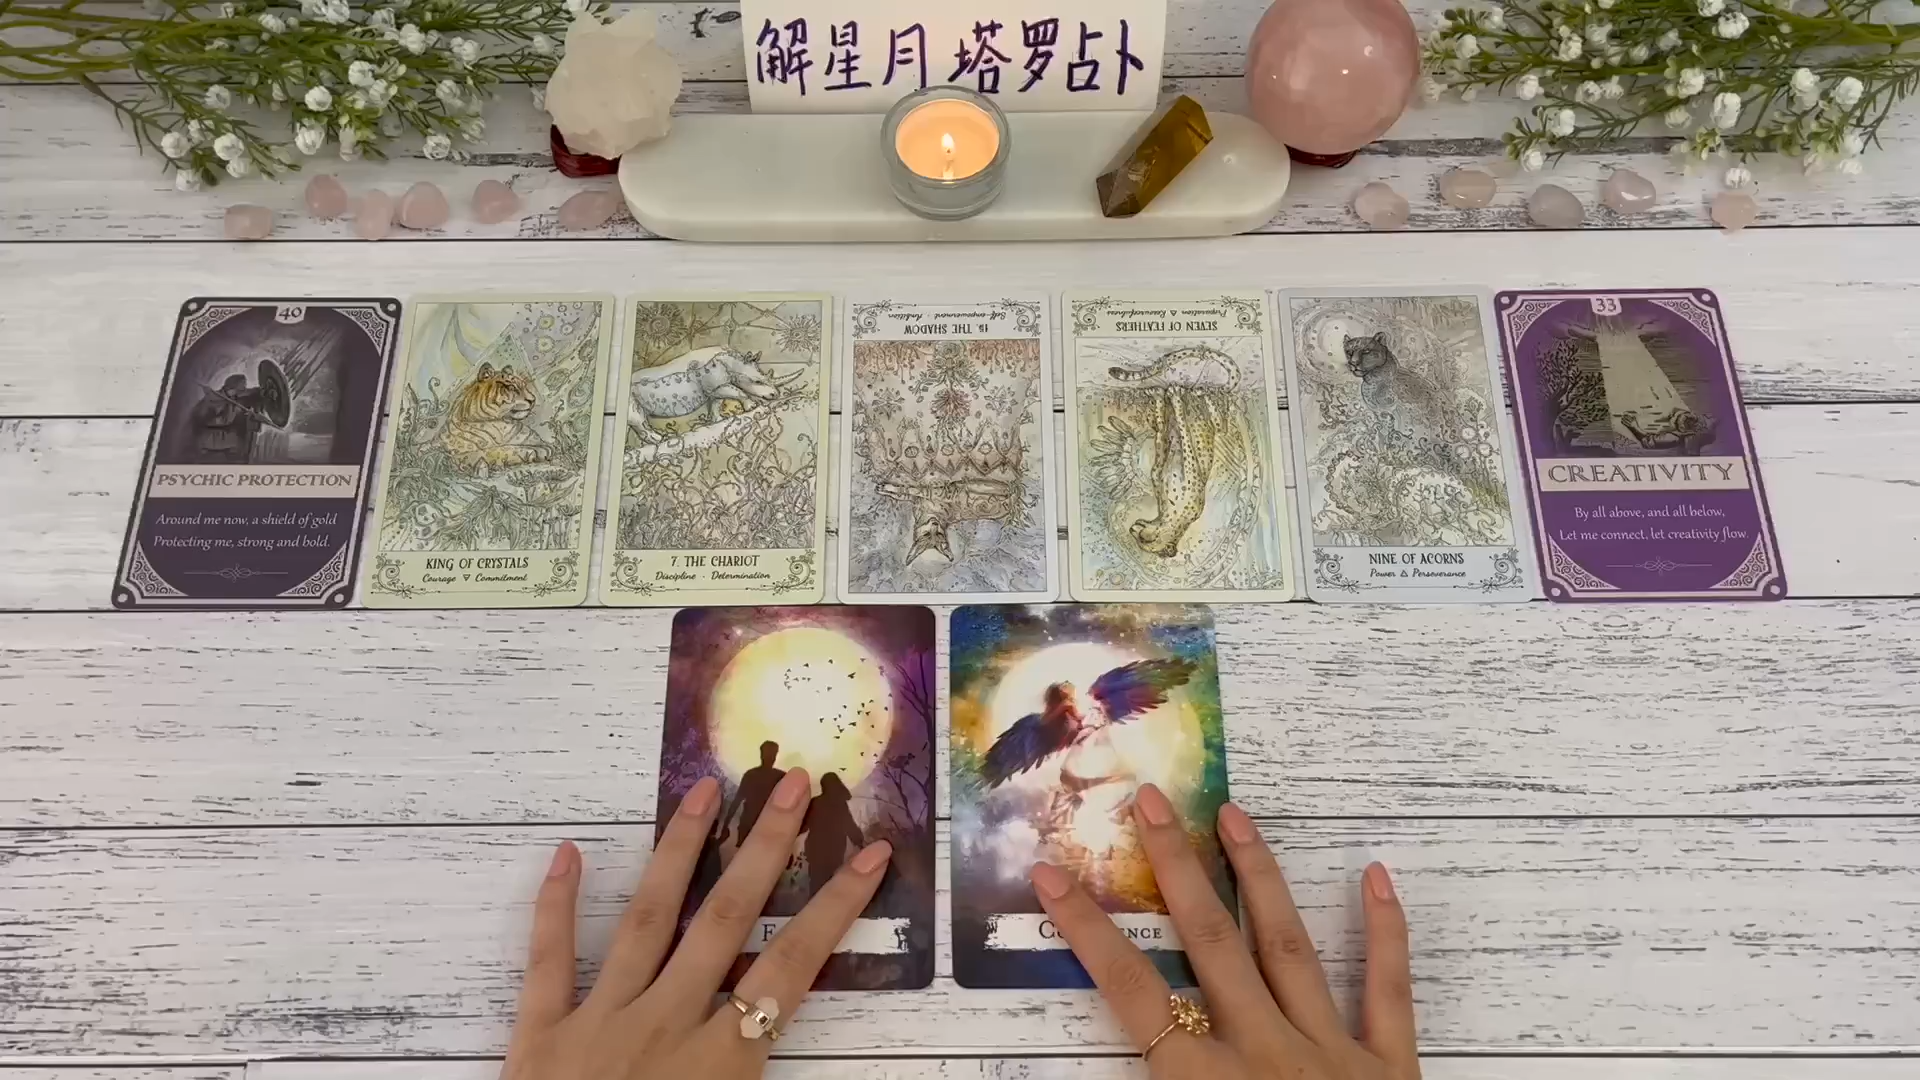 解星月塔罗占卜
40
PSYCHIC PROTECTION
Around me now, a shield of gold
Protecting me, strong and bold.
KING OF CRYSTALS
Courage ▽ Commitment
7. THE CHARIOT
Discipline · Determination
15. THE SHADOW
Self-empowerment · Ambition
SEVEN OF FEATHERS
Preparation & Resourcefulness
NINE OF ACORNS
Power △ Perseverance
33
CREATIVITY
By all above, and all below,
Let me connect, let creativity flow.